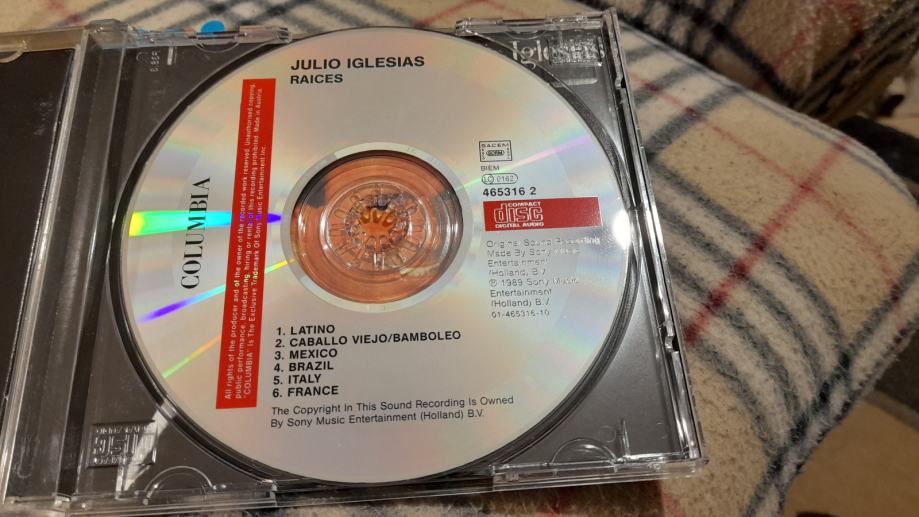 JULIO IGLESIAS
RAICES
Iglesias
All rights of the producer and of the owner of the recorded work reserved. Unauthorised copying,
public performance, broadcasting, hiring or rental of this recording prohibited. Made in Austria.
"COLUMBIA" Is The Exclusive Trademark Of Sony Music Entertainment Inc.
COLUMBIA
SACEM
BIEM
LC 0162
465316 2
COMPACT
disc
DIGITAL AUDIO
Original Sound Recording
Made By Sony Music
Entertainment
(Holland, B.V.
℗ 1989 Sony Music
Entertainment
(Holland) B.V.
01-465316-10
1. LATINO
2. CABALLO VIEJO/BAMBOLEO
3. MEXICO
4. BRAZIL
5. ITALY
6. FRANCE
The Copyright In This Sound Recording Is Owned
By Sony Music Entertainment (Holland) B.V.